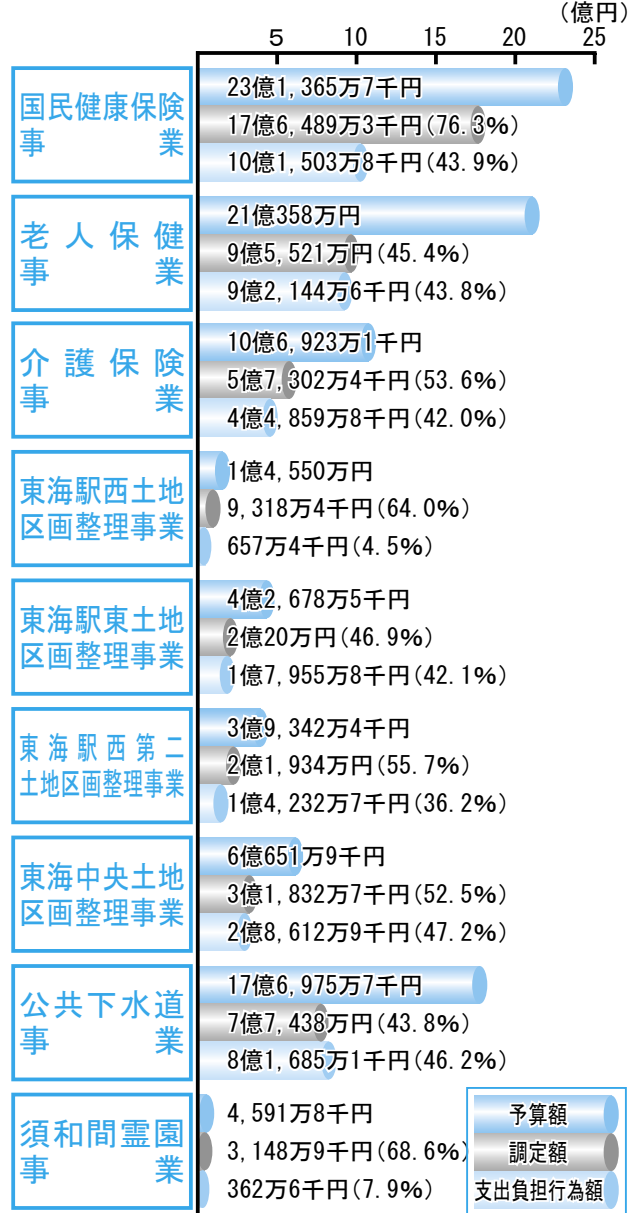 (億円)
5 10 15 20 25
国民健康保険
事業
23億1,365万7千円
17億6,489万3千円(76.3%)
10億1,503万8千円(43.9%)
老人保健
事業
21億358万円
9億5,521万円(45.4%)
9億2,144万6千円(43.8%)
介護保険
事業
10億6,923万1千円
5億7,302万4千円(53.6%)
4億4,859万8千円(42.0%)
東海駅西土地
区画整理事業
1億4,550万円
9,318万4千円(64.0%)
657万4千円(4.5%)
東海駅東土地
区画整理事業
4億2,678万5千円
2億20万円(46.9%)
1億7,955万8千円(42.1%)
東海駅西第二
土地区画整理事業
3億9,342万4千円
2億1,934万円(55.7%)
1億4,232万7千円(36.2%)
東海中央土地
区画整理事業
6億651万9千円
3億1,832万7千円(52.5%)
2億8,612万9千円(47.2%)
公共下水道
事業
17億6,975万7千円
7億7,438万円(43.8%)
8億1,685万1千円(46.2%)
須和間霊園
事業
4,591万8千円
3,148万9千円(68.6%)
362万6千円(7.9%)
予算額
調定額
支出負担行為額